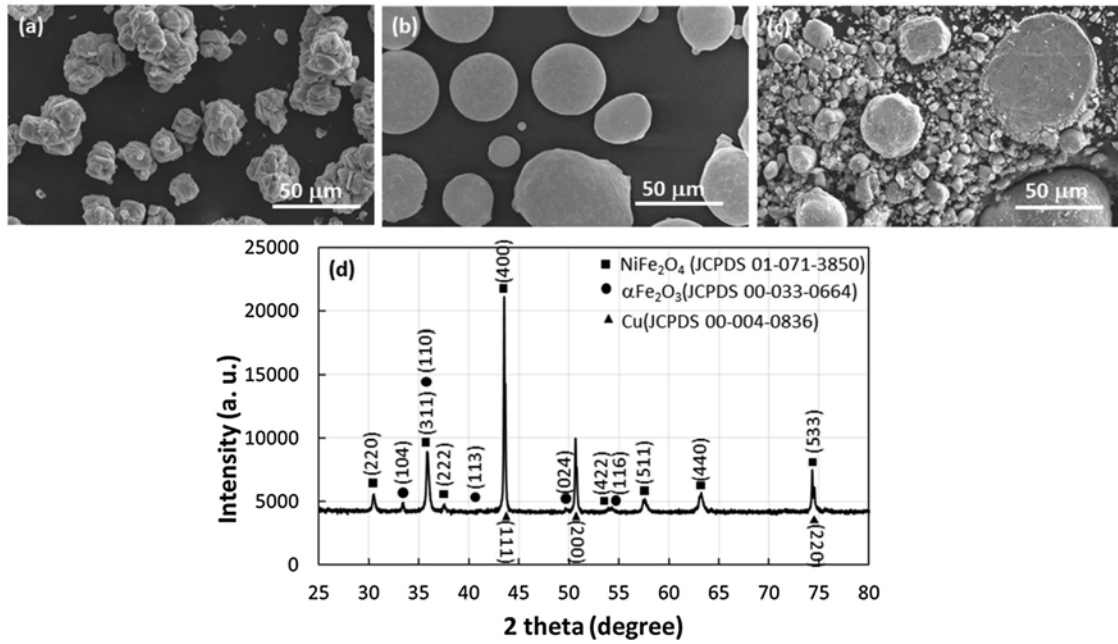 (a)
50 μm
(b)
50 μm
(c)
50 μm
(d)
NiFe₂O₄ (JCPDS 01-071-3850)
αFe₂O₃(JCPDS 00-033-0664)
Cu(JCPDS 00-004-0836)
Intensity (a. u.)
25000
20000
15000
10000
5000
0
(220)
(104)
(311) (110)
(222)
(113)
(400)
(111)
(024)
(200)
(422)
(116)
(511)
(440)
(533)
(220)
25 30 35 40 45 50 55 60 65 70 75 80
2 theta (degree)